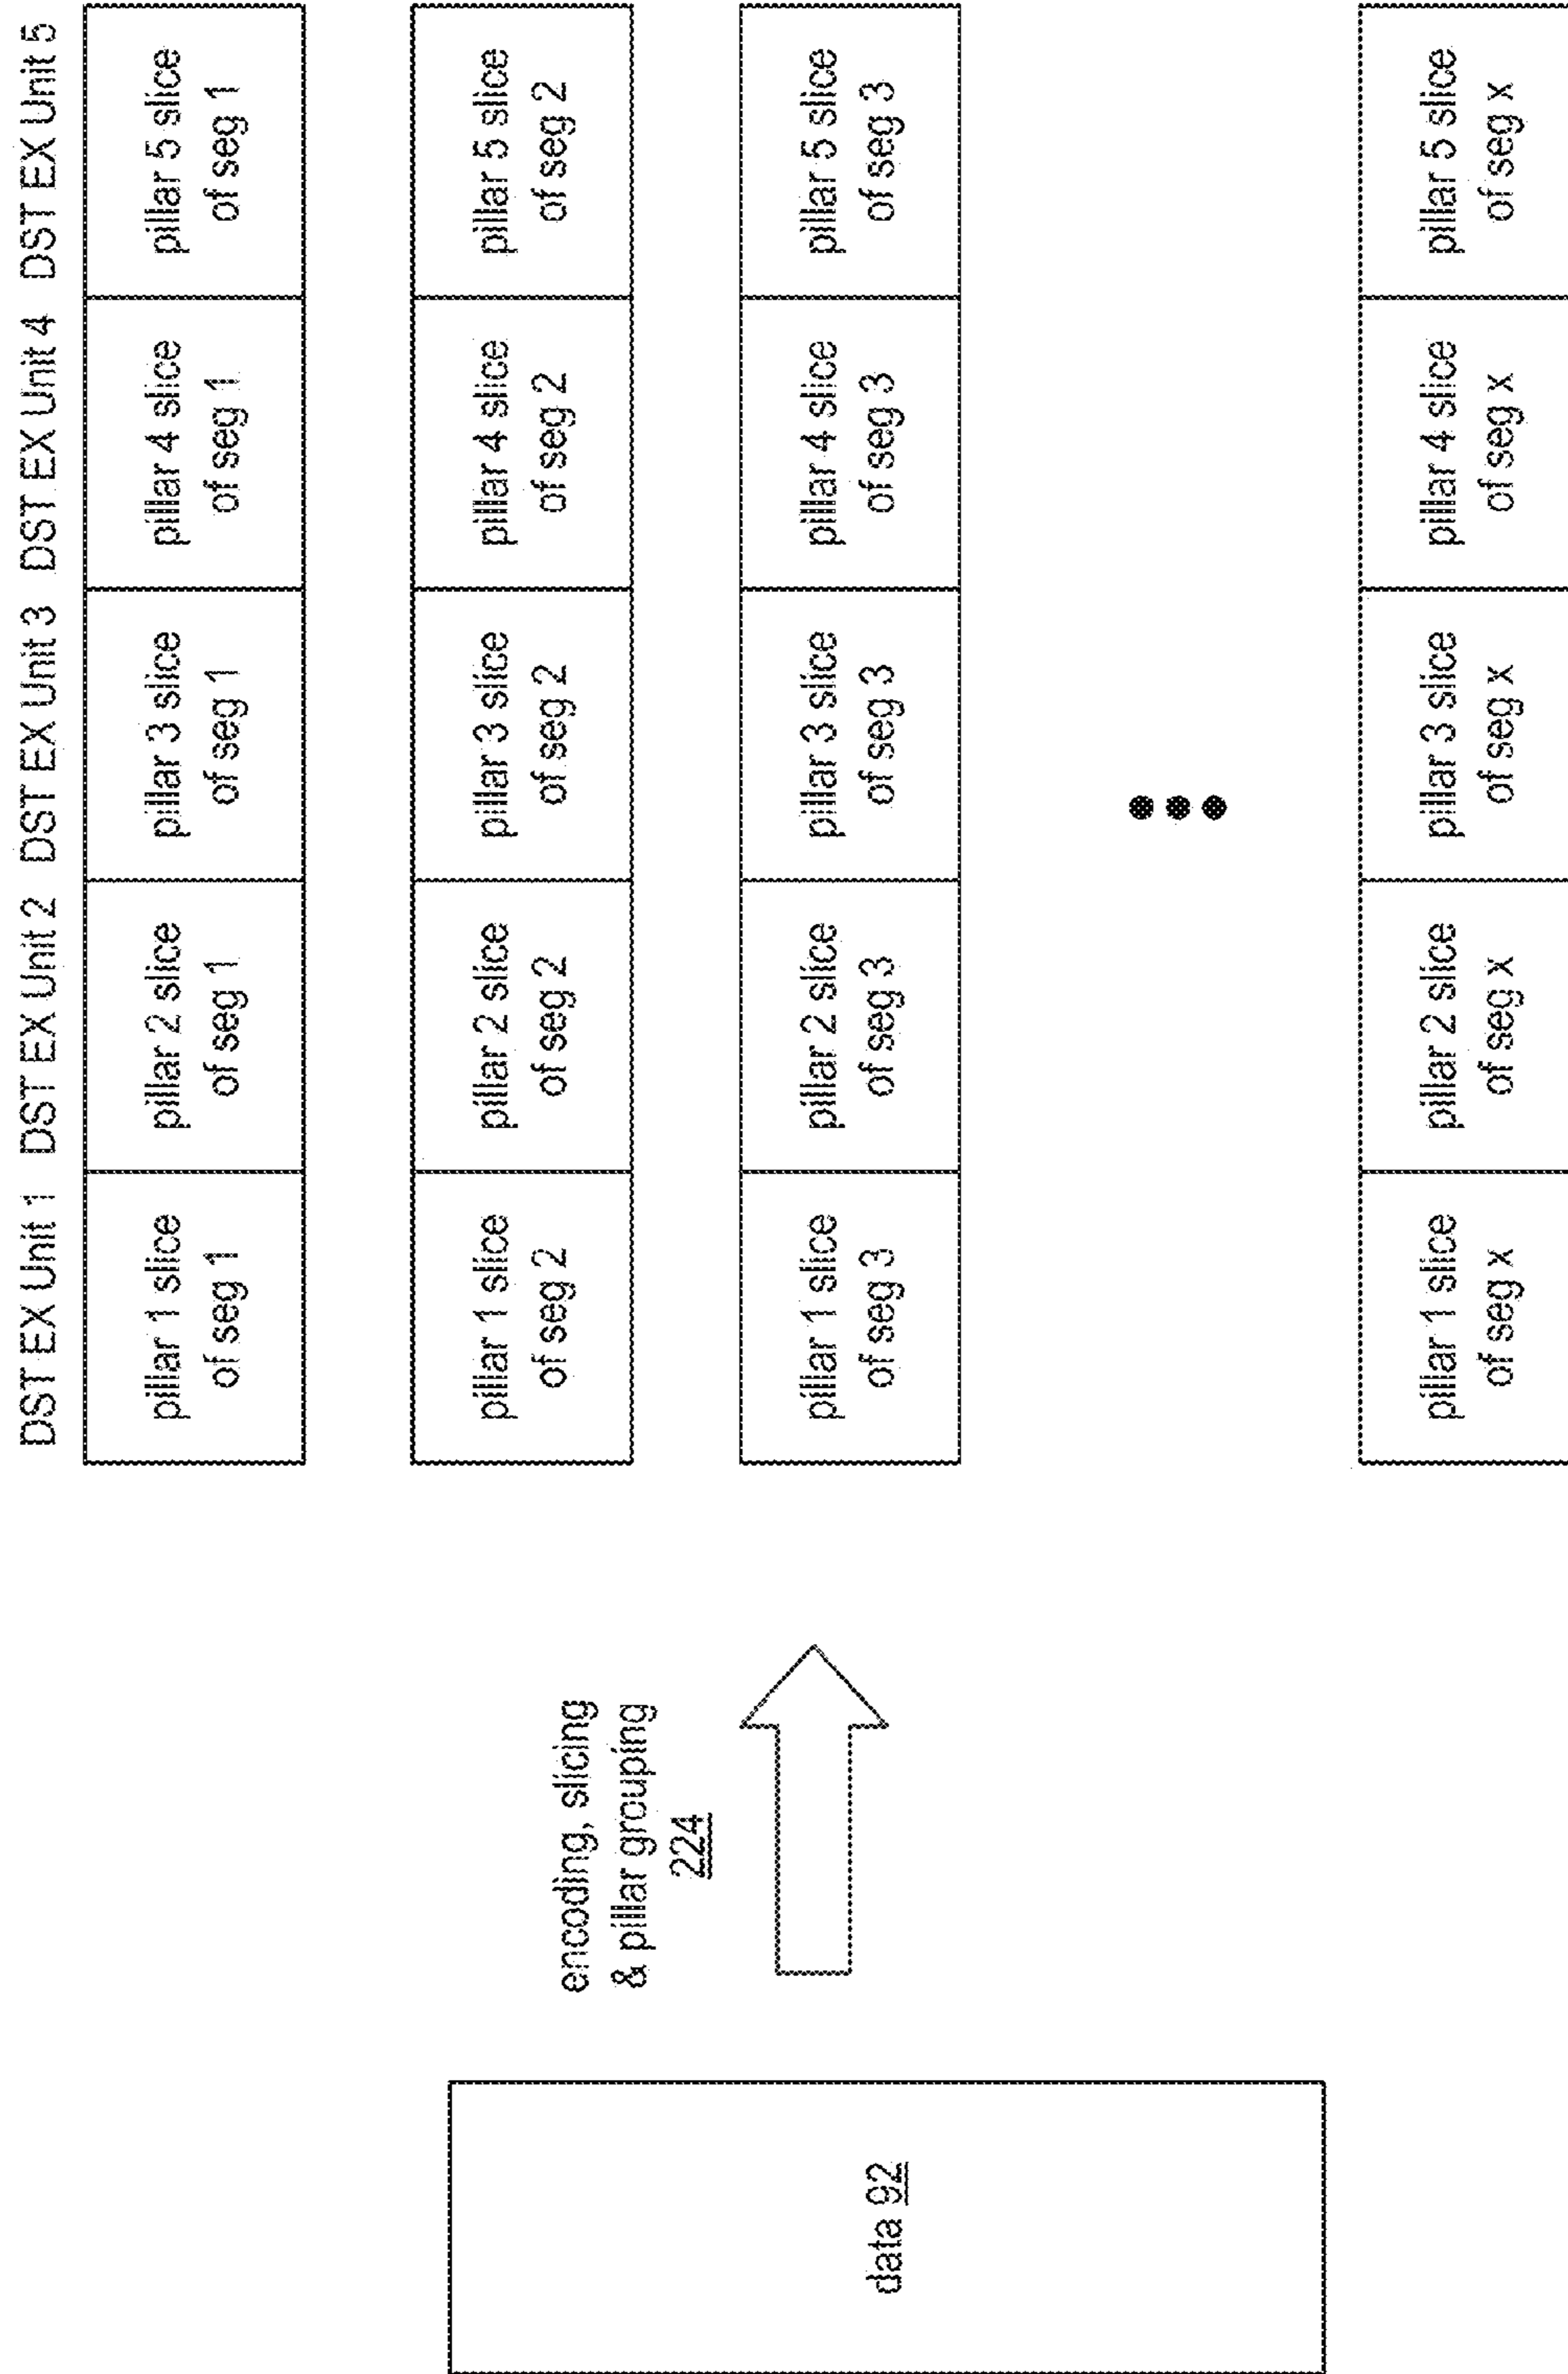 data 92
encoding, slicing
& pillar grouping
224
DST EX Unit 1 DST EX Unit 2 DST EX Unit 3 DST EX Unit 4 DST EX Unit 5
pillar 1 slice
of seg 1
pillar 2 slice
of seg 1
pillar 3 slice
of seg 1
pillar 4 slice
of seg 1
pillar 5 slice
of seg 1
pillar 1 slice
of seg 2
pillar 2 slice
of seg 2
pillar 3 slice
of seg 2
pillar 4 slice
of seg 2
pillar 5 slice
of seg 2
pillar 1 slice
of seg 3
pillar 2 slice
of seg 3
pillar 3 slice
of seg 3
pillar 4 slice
of seg 3
pillar 5 slice
of seg 3
pillar 1 slice
of seg x
pillar 2 slice
of seg x
pillar 3 slice
of seg x
pillar 4 slice
of seg x
pillar 5 slice
of seg x